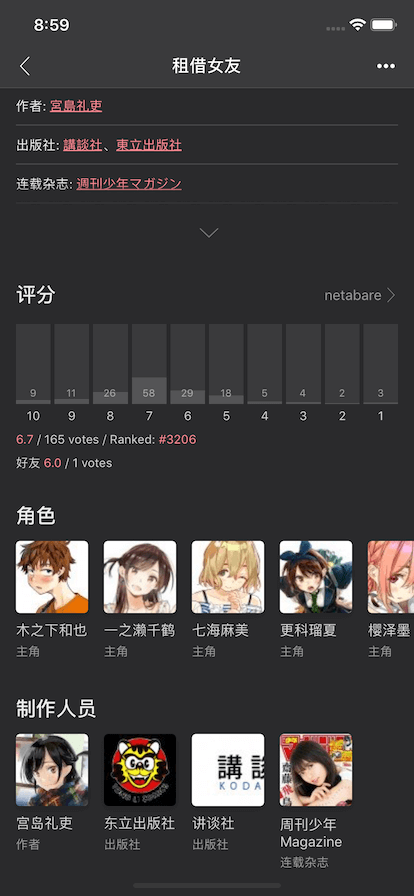 8:59
租借女友
作者: 宮島礼吏
出版社: 講談社、東立出版社
连载杂志: 週刊少年マガジン
评分
netabare
9 11 26 58 29 18 5 4 2 3
10 9 8 7 6 5 4 3 2 1
6.7 / 165 votes / Ranked: #3206
好友 6.0 / 1 votes
角色
木之下和也 一之濑千鹤 七海麻美 更科瑠夏 樱泽墨
主角 主角 主角 主角 主角
制作人员
講談
KODA
宫岛礼吏 东立出版社 讲谈社 周刊少年
Magazine
作者 出版社 出版社 连载杂志